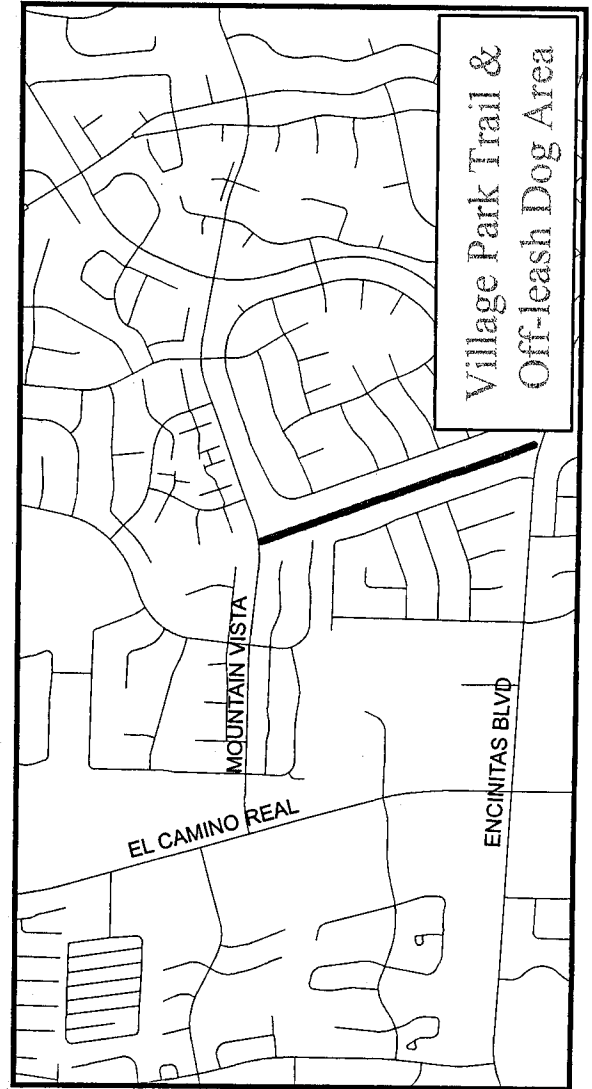 Village Park Trail &
Off-leash Dog Area
MOUNTAIN VISTA
EL CAMINO REAL
ENCINITAS BLVD